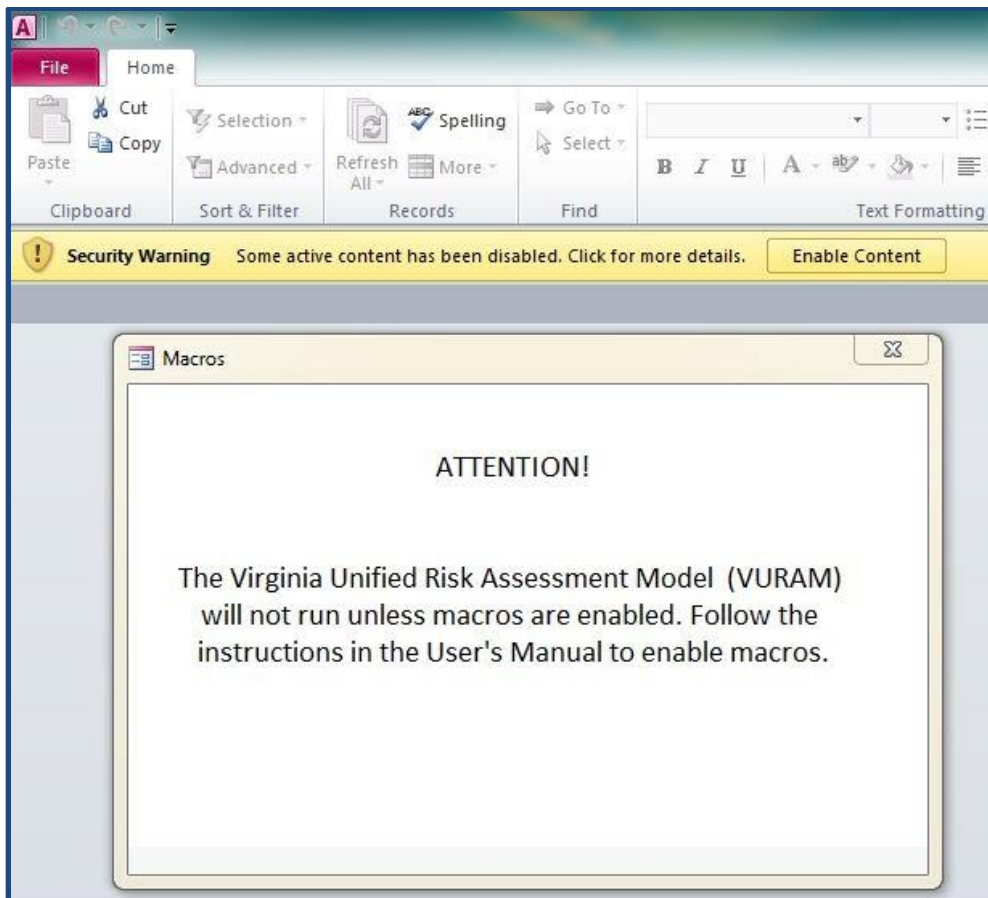 A
File Home
Cut
Copy
Paste
Clipboard
Selection
Advanced
Sort & Filter
Refresh
All
ABC Spelling
More
Records
Go To
Select
Find
B I U A ab
Text Formatting
! Security Warning Some active content has been disabled. Click for more details. Enable Content
Macros
ATTENTION!
The Virginia Unified Risk Assessment Model (VURAM)
will not run unless macros are enabled. Follow the
instructions in the User's Manual to enable macros.